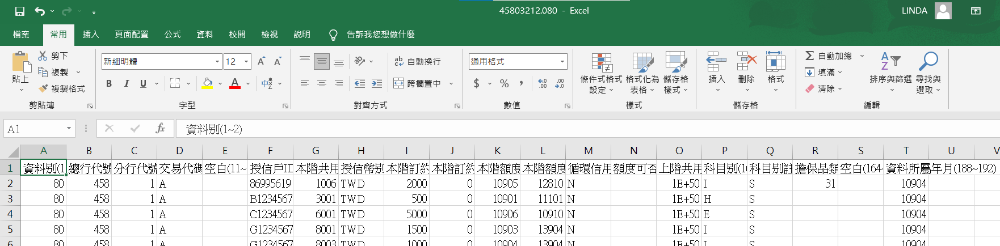 45803212.080 - Excel
LINDA
檔案 常用 插入 頁面配置 公式 資料 校閱 檢視 說明 告訴我您想做什麼
貼上 剪下 複製 複製格式
剪貼簿
新細明體 12
B I U A 中
字型
ab 自動換行
跨欄置中
對齊方式
通用格式
$ % , .00 .00
數值
條件式格式設定 格式化為表格 儲存格樣式
樣式
插入 刪除 格式
儲存格
Σ 自動加總
填滿
清除
排序與篩選 尋找與選取
編輯
A1 fx 資料别(1~2)
A B C D E F G H I J K L M N O P Q R S T U V
1 資料别(1 總行代號 分行代號 交易代碼 空白(11~ 授信戶ID 本階共用 授信幣别 本階訂約 本階訂約 本階額度 本階額度 循環信用 額度可否 上階共用 科目别(1 科目别註 擔保品類 空白(164 資料所屬年月(188~192)
2 80 458 1 A 86995619 1006 TWD 2000 0 10905 12810 N 1E+50 I S 31 10904
3 80 458 1 A B1234567 3001 TWD 500 0 10901 11101 N 1E+50 H S 10904
4 80 458 1 A C1234567 6001 TWD 5000 0 10906 10910 N 1E+50 E S 10904
5 80 458 1 A G1234567 8001 TWD 1500 0 10903 13904 N 1E+50 I S 10904
6 80 458 1 A G1234567 8003 TWD 1000 0 10904 13904 N 1E+50 I S 10904